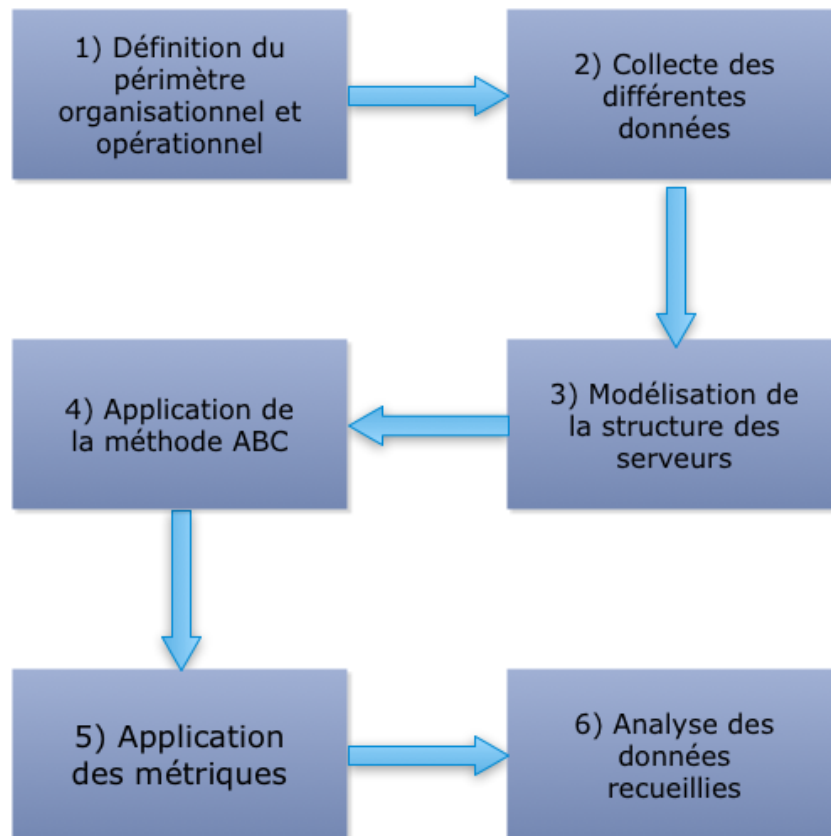 1) Définition du
périmètre
organisationnel et
opérationnel
2) Collecte des
différentes
données
3) Modélisation de
la structure des
serveurs
4) Application de
la méthode ABC
5) Application
des métriques
6) Analyse des
données
recueillies